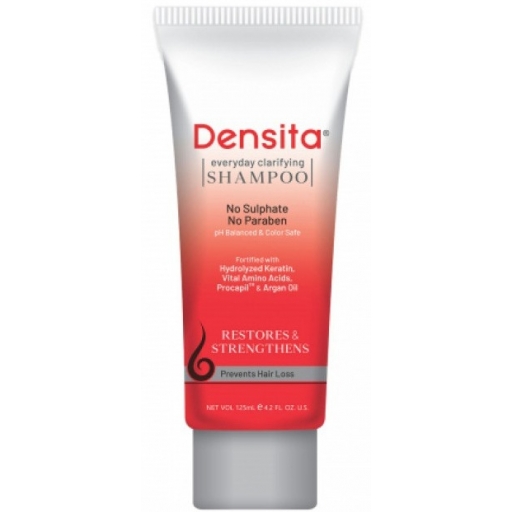 Densita®
everyday clarifying
SHAMPOO
No Sulphate
No Paraben
pH Balanced & Color Safe
Fortified with
Hydrolyzed Keratin,
Vital Amino Acids,
Procapil™ & Argan Oil
RESTORES &
STRENGTHENS
Prevents Hair Loss
NET VOL 125mL ℮ 4.2 FL. OZ. U.S.